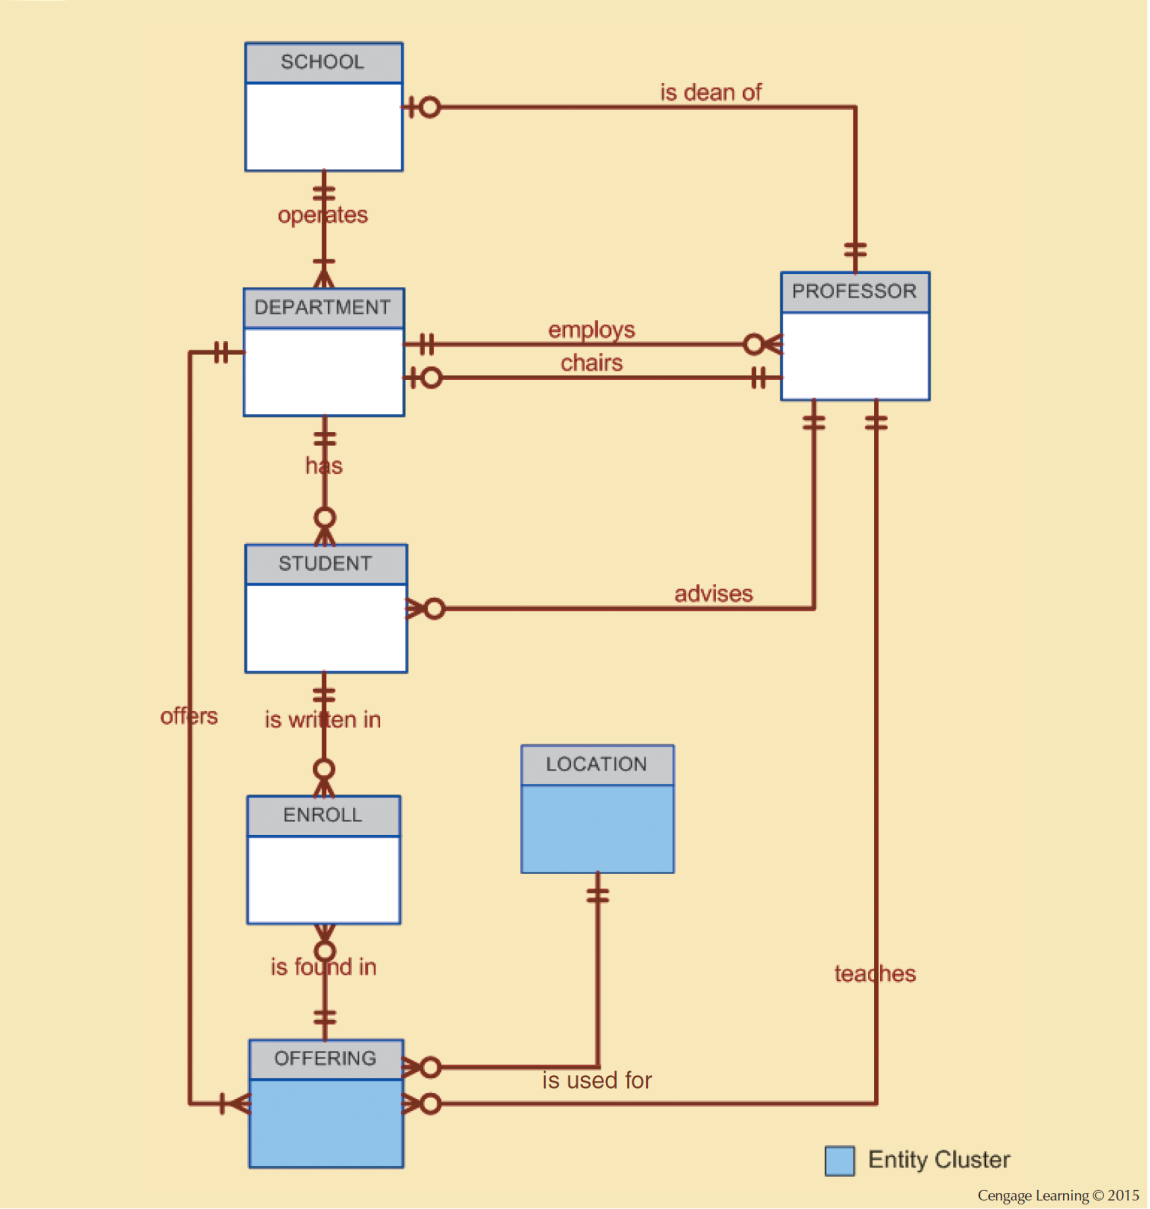 SCHOOL
is dean of
operates
PROFESSOR
DEPARTMENT
employs
chairs
has
STUDENT
advises
offers
is written in
LOCATION
ENROLL
is found in
teaches
OFFERING
is used for
Entity Cluster
Cengage Learning © 2015